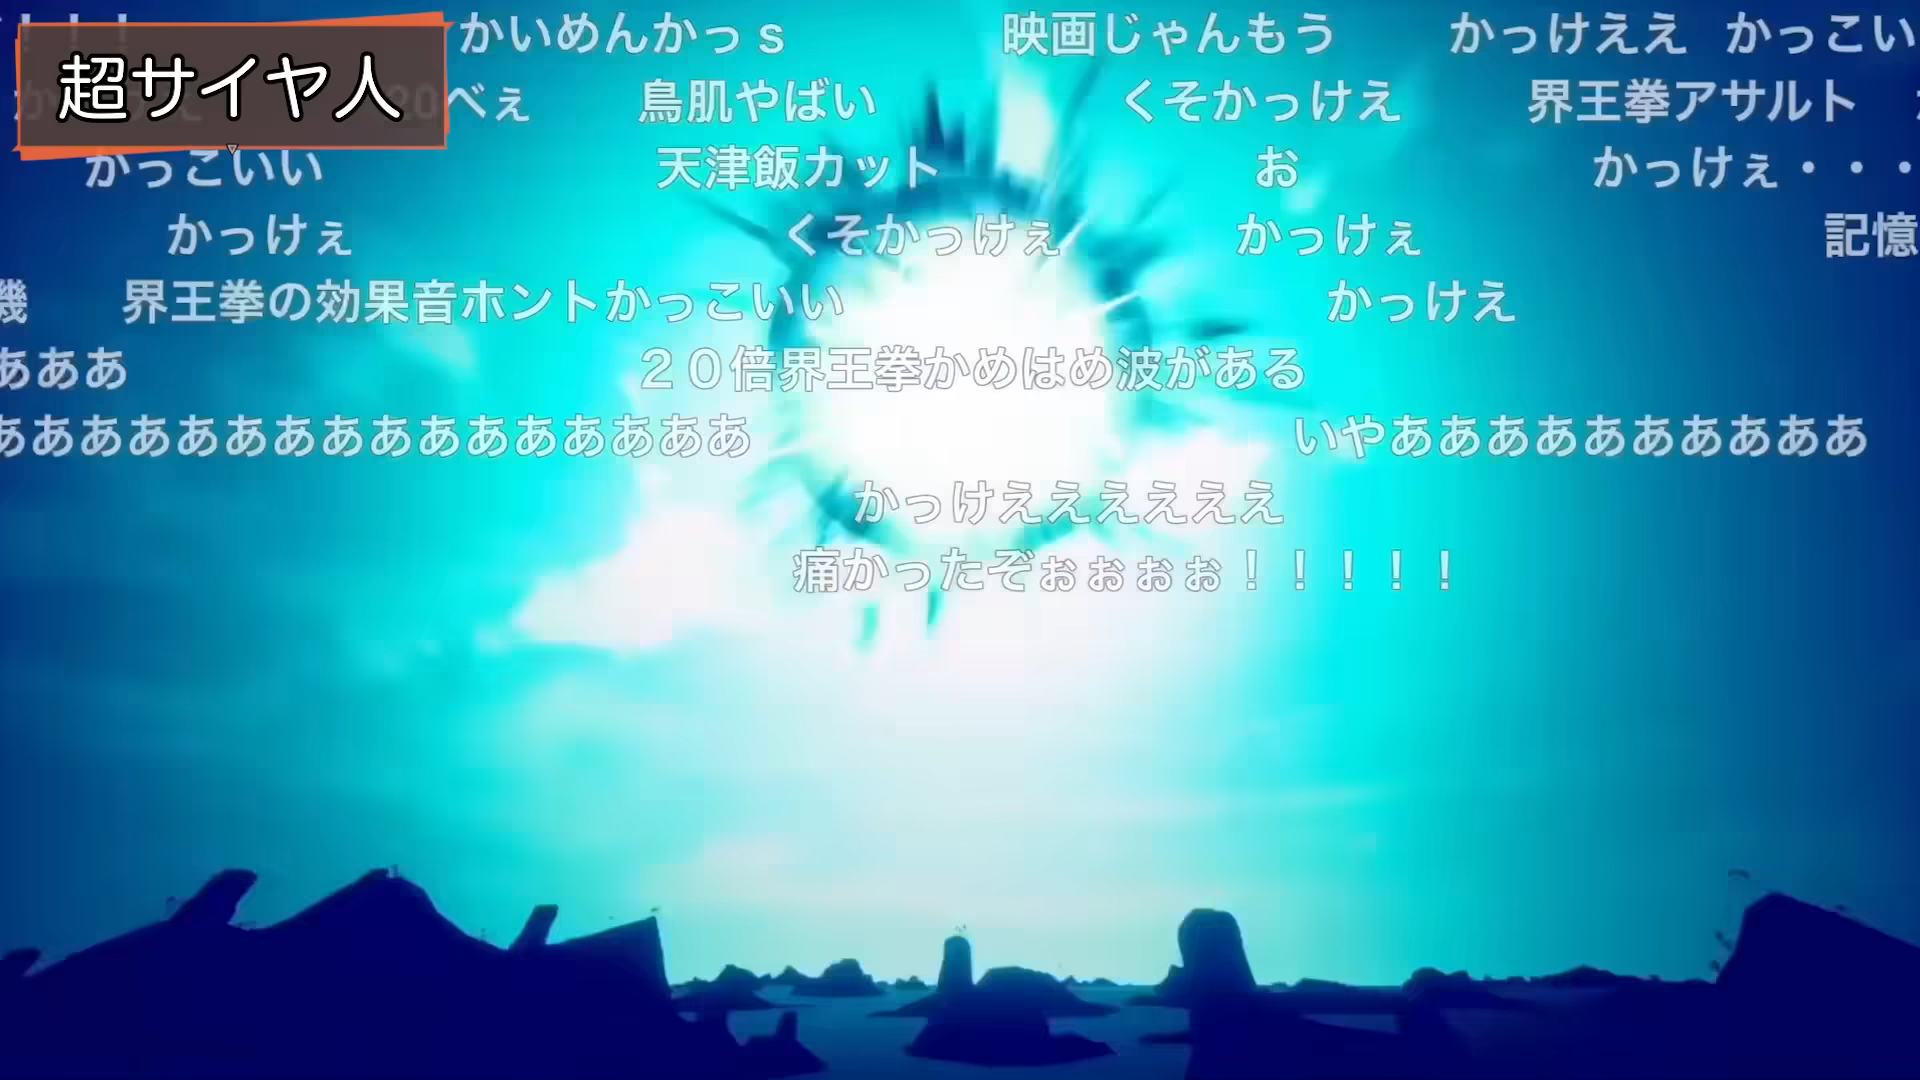 超サイヤ人
！！！ かいめんかっｓ 映画じゃんもう かっけええ かっこい
20べぇ 鳥肌やばい くそかっけえ 界王拳アサルト
かっこいい 天津飯カット お かっけぇ・・・
かっけぇ くそかっけぇ かっけぇ 記憶
機 界王拳の効果音ホントかっこいい かっけえ
あああ ２０倍界王拳かめはめ波がある
ああああああああああああああああ いやああああああああああ
かっけええええええ
痛かったぞぉぉぉぉ！！！！！